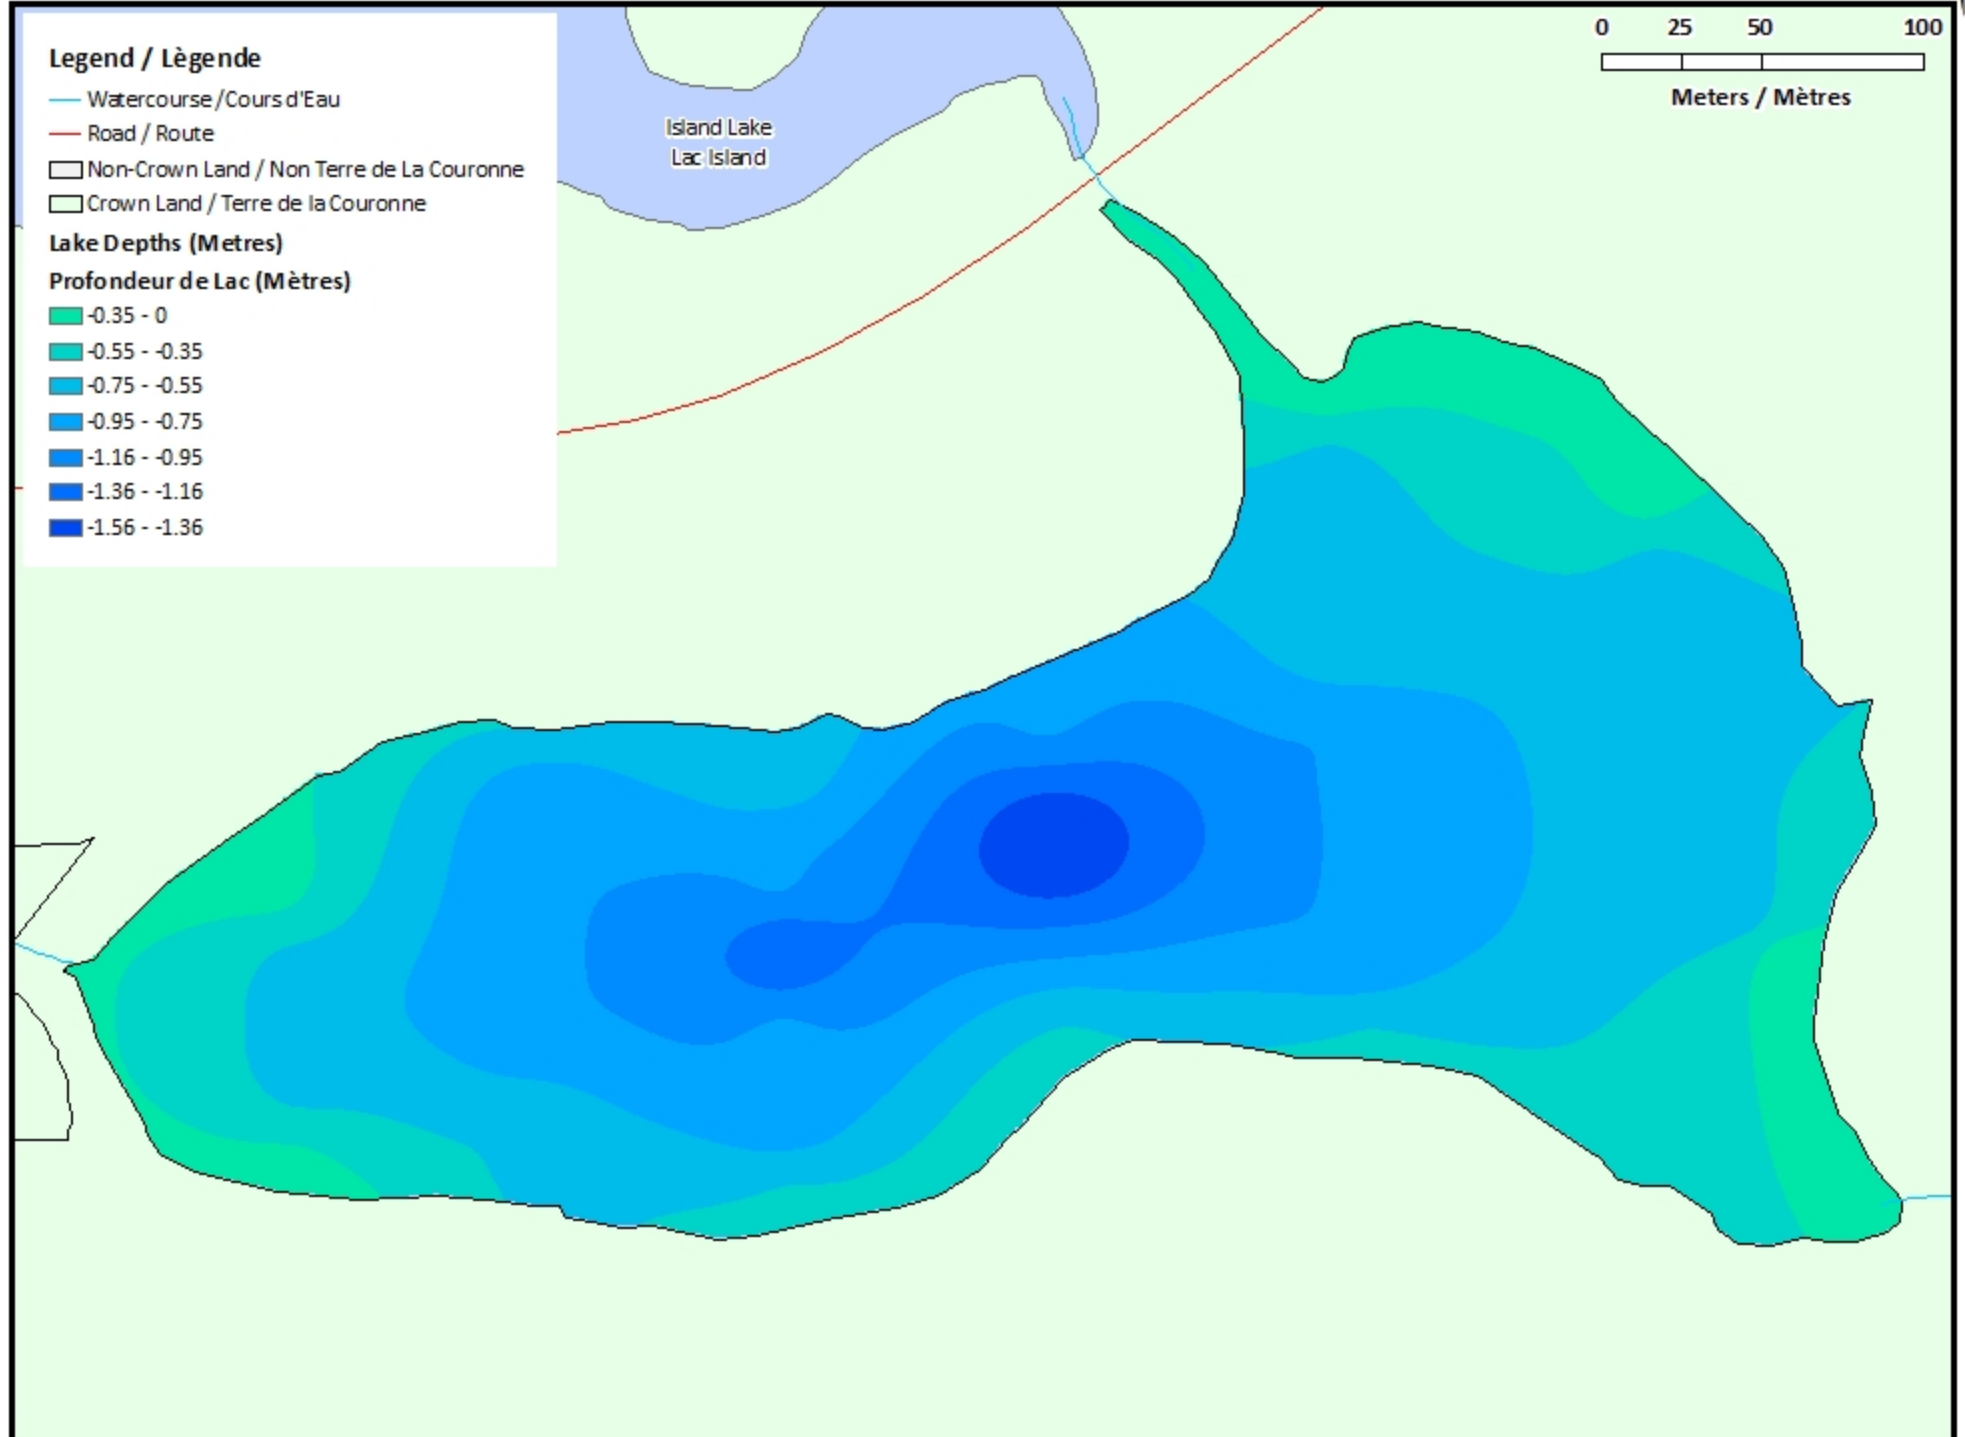 Legend / Lègende
Watercourse/Cours d'Eau
Road / Route
Non-Crown Land / Non Terre de La Couronne
Crown Land / Terre de la Couronne
Lake Depths (Metres)
Profondeur de Lac (Mètres)
-0.35 - 0
-0.55 - -0.35
-0.75 - -0.55
-0.95 - -0.75
-1.16 - -0.95
-1.36 - -1.16
-1.56 - -1.36
Island Lake
Lac Island
0 25 50 100
Meters / Mètres